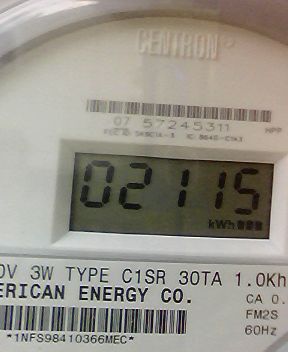 CENTRON®
07 57245311
HPP
02115
kWh
0V 3W TYPE C1SR 30TA 1.0Kh
ERICAN ENERGY CO.
CA 0.
FM2S
60Hz
*1NFS98410366MEC*